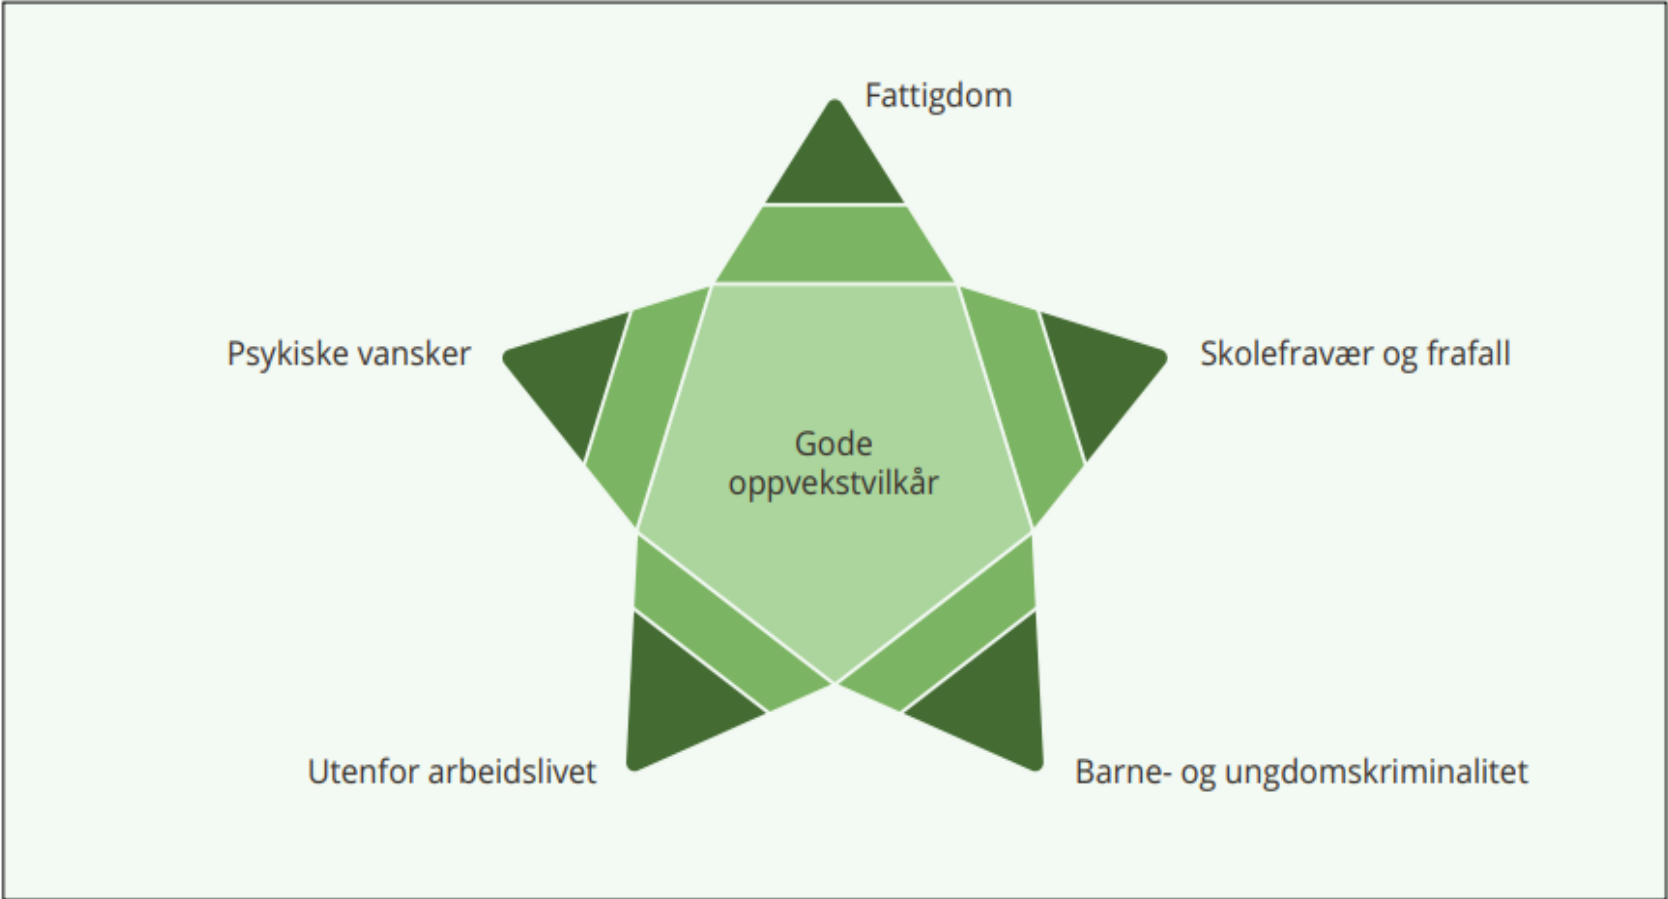 Fattigdom
Psykiske vansker
Skolefravær og frafall
Gode
oppvekstvilkår
Utenfor arbeidslivet
Barne- og ungdomskriminalitet